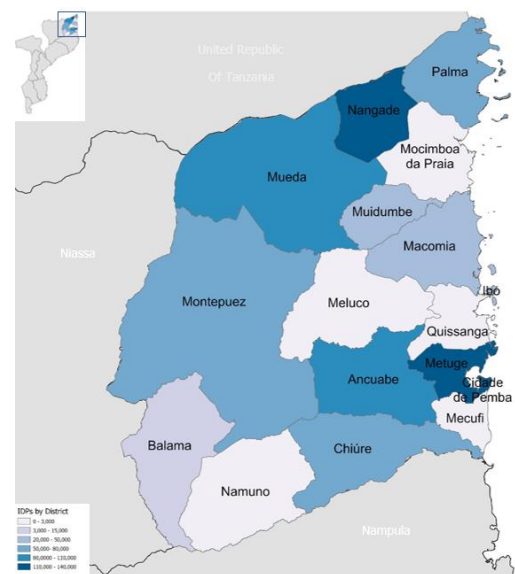 United Republic
Of Tanzania
Palma
Nangade
Mocimboa
da Praia
Mueda
Muidumbe
Macomia
Niassa
Ibo
Montepuez
Meluco
Quissanga
Metuge
Ancuabe
Cidade
de Pemba
Mecufi
Balama
Chiúre
Namuno
Nampula
IDPs by District
0 - 3,000
3,000 - 15,000
20,000 - 50,000
50,000 - 80,000
80,0000 - 110,000
110,000 - 140,000